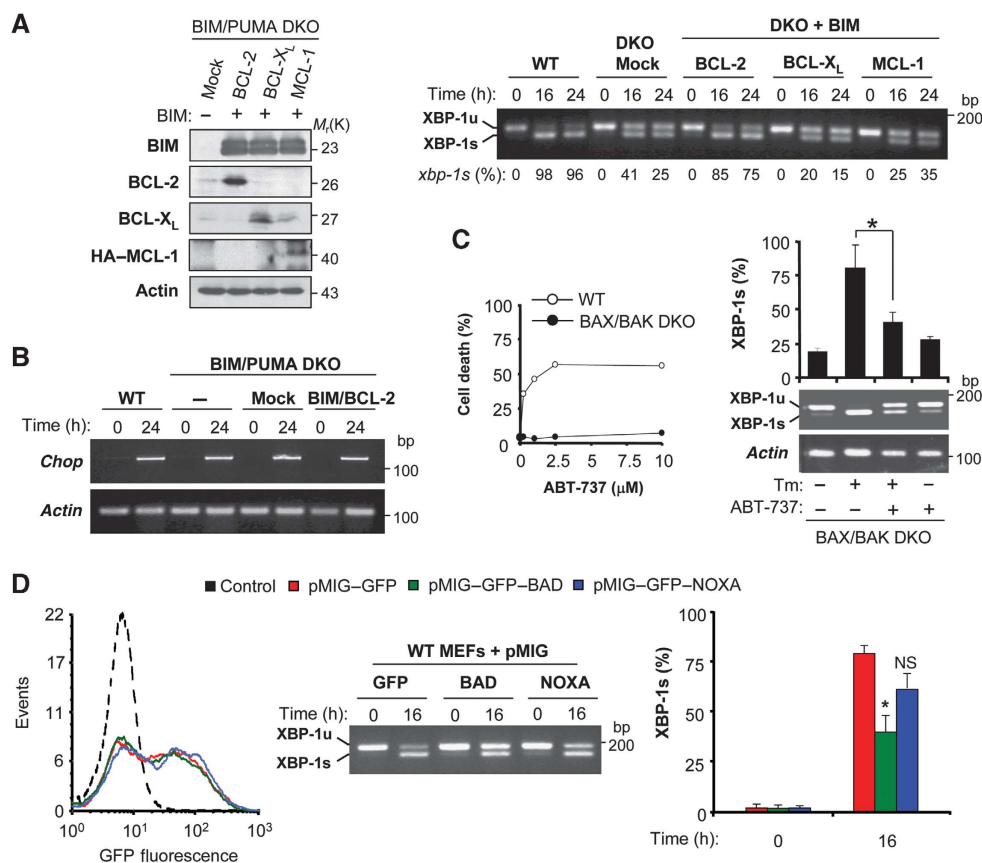 A
BIM/PUMA DKO
Mock
BCL-2
BCL-XL
MCL-1
BIM: – + + +
Mr(K)
BIM
23
BCL-2
26
BCL-XL
27
HA–MCL-1
40
Actin
43
DKO + BIM
DKO
Mock
WT
BCL-2
BCL-XL
MCL-1
Time (h): 0 16 24 0 16 24 0 16 24 0 16 24 0 16 24
bp
XBP-1u
200
XBP-1s
xbp-1s (%): 0 98 96 0 41 25 0 85 75 0 20 15 0 25 35
B
BIM/PUMA DKO
WT – Mock BIM/BCL-2
Time (h): 0 24 0 24 0 24 0 24
bp
Chop
100
Actin
100
C
WT
BAX/BAK DKO
Cell death (%)
100
75
50
25
0
0 2.5 5 7.5 10
ABT-737 (μM)
*
XBP-1s (%)
100
75
50
25
0
bp
XBP-1u
200
XBP-1s
Actin
100
Tm: – + + –
ABT-737: – – + +
BAX/BAK DKO
D
Control pMIG–GFP pMIG–GFP–BAD pMIG–GFP–NOXA
Events
22
17
11
6
0
10⁰ 10¹ 10² 10³
GFP fluorescence
WT MEFs + pMIG
GFP BAD NOXA
Time (h): 0 16 0 16 0 16
bp
XBP-1u
200
XBP-1s
XBP-1s (%)
100
75
50
25
0
*
NS
Time (h): 0 16